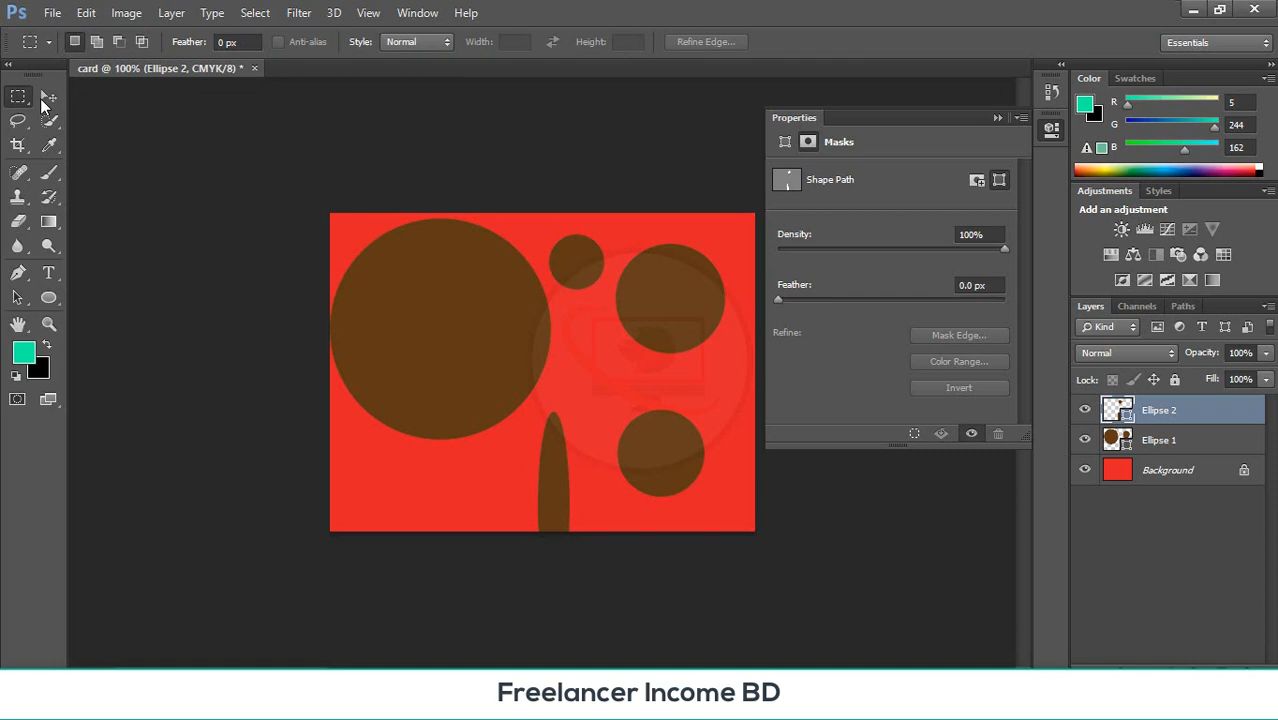 Ps File Edit Image Layer Type Select Filter 3D View Window Help
Feather: 0 px Anti-alias Style: Normal Width: Height: Refine Edge... Essentials
card @ 100% (Ellipse 2, CMYK/8) * ×
Color Swatches
R 5
G 244
B 162
Properties
Masks
Shape Path
Density: 100%
Feather: 0.0 px
Refine: Mask Edge...
Color Range...
Invert
Adjustments Styles
Add an adjustment
Layers Channels Paths
Kind
Normal Opacity: 100%
Lock: Fill: 100%
Ellipse 2
Ellipse 1
Background
Freelancer Income BD